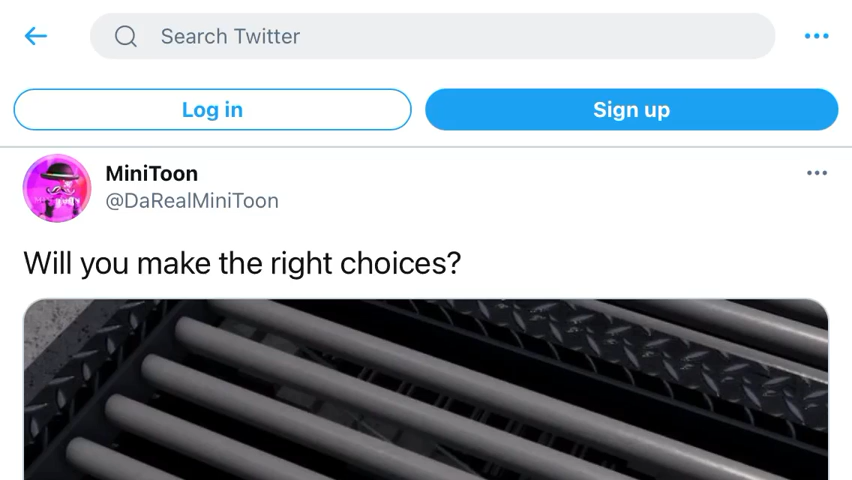 Search Twitter
Log in
Sign up
MiniToon
@DaRealMiniToon
Will you make the right choices?